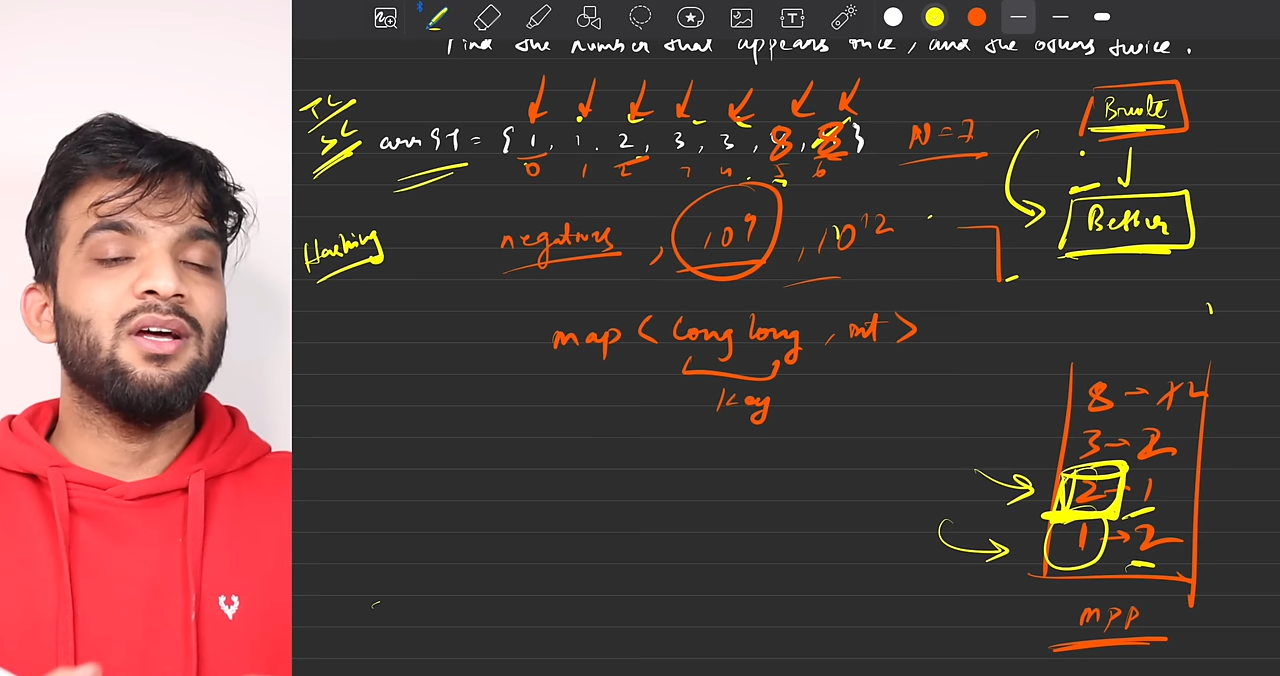 Find the number that appears once, and the others twice.
TC
SC
arr[] = { 1, 1, 2, 3, 3, 8, 8 } N = 7
0 1 2 3 4 5 6
Brute
Better
Hashing
negatives, 10^9, 10^12
map < long long, int >
key
8 → 1 2
3 → 2
2 → 1
1 → 2
mpp